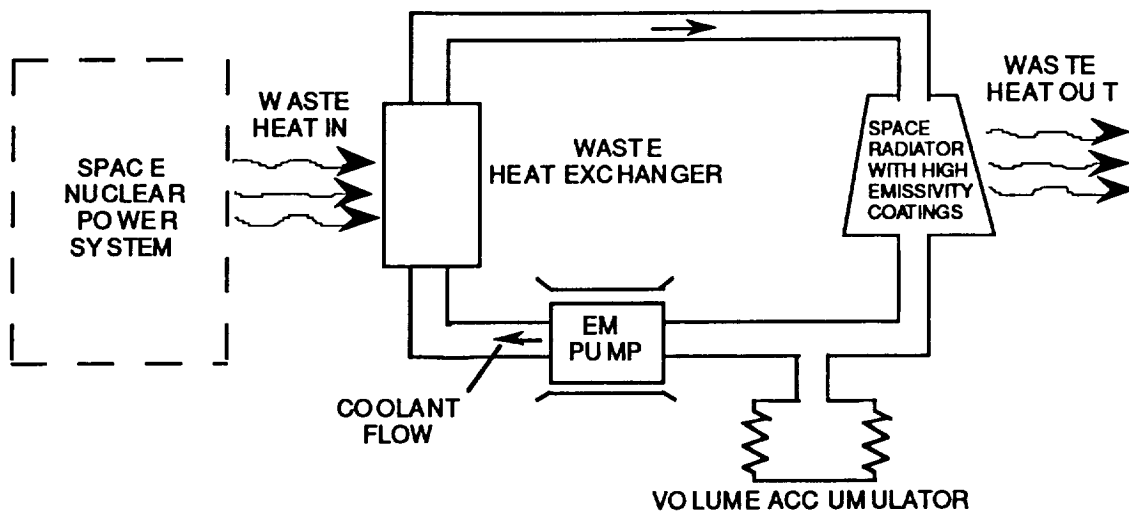 SPACE
NUCLEAR
POWER
SYSTEM
WASTE
HEAT IN
WASTE
HEAT EXCHANGER
SPACE
RADIATOR
WITH HIGH
EMISSIVITY
COATINGS
WASTE
HEAT OUT
EM
PUMP
COOLANT
FLOW
VOLUME ACCUMULATOR